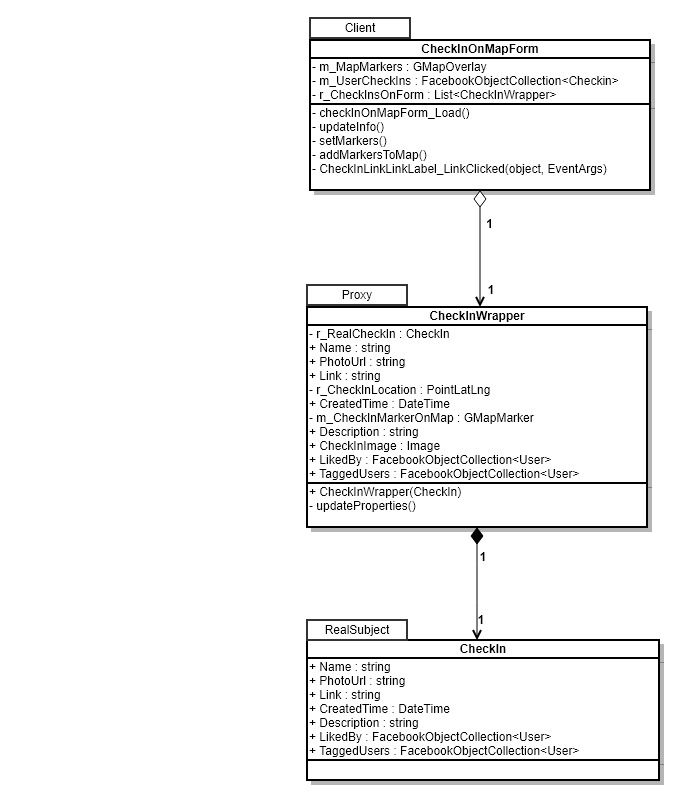 Client
CheckInOnMapForm
- m_MapMarkers : GMapOverlay
- m_UserCheckIns : FacebookObjectCollection<Checkin>
- r_CheckInsOnForm : List<CheckInWrapper>
- checkInOnMapForm_Load()
- updateInfo()
- setMarkers()
- addMarkersToMap()
- CheckInLinkLinkLabel_LinkClicked(object, EventArgs)
1
1
Proxy
CheckInWrapper
- r_RealCheckIn : CheckIn
+ Name : string
+ PhotoUrl : string
+ Link : string
- r_CheckInLocation : PointLatLng
+ CreatedTime : DateTime
- m_CheckInMarkerOnMap : GMapMarker
+ Description : string
+ CheckInImage : Image
+ LikedBy : FacebookObjectCollection<User>
+ TaggedUsers : FacebookObjectCollection<User>
+ CheckInWrapper(CheckIn)
- updateProperties()
1
1
RealSubject
CheckIn
+ Name : string
+ PhotoUrl : string
+ Link : string
+ CreatedTime : DateTime
+ Description : string
+ LikedBy : FacebookObjectCollection<User>
+ TaggedUsers : FacebookObjectCollection<User>